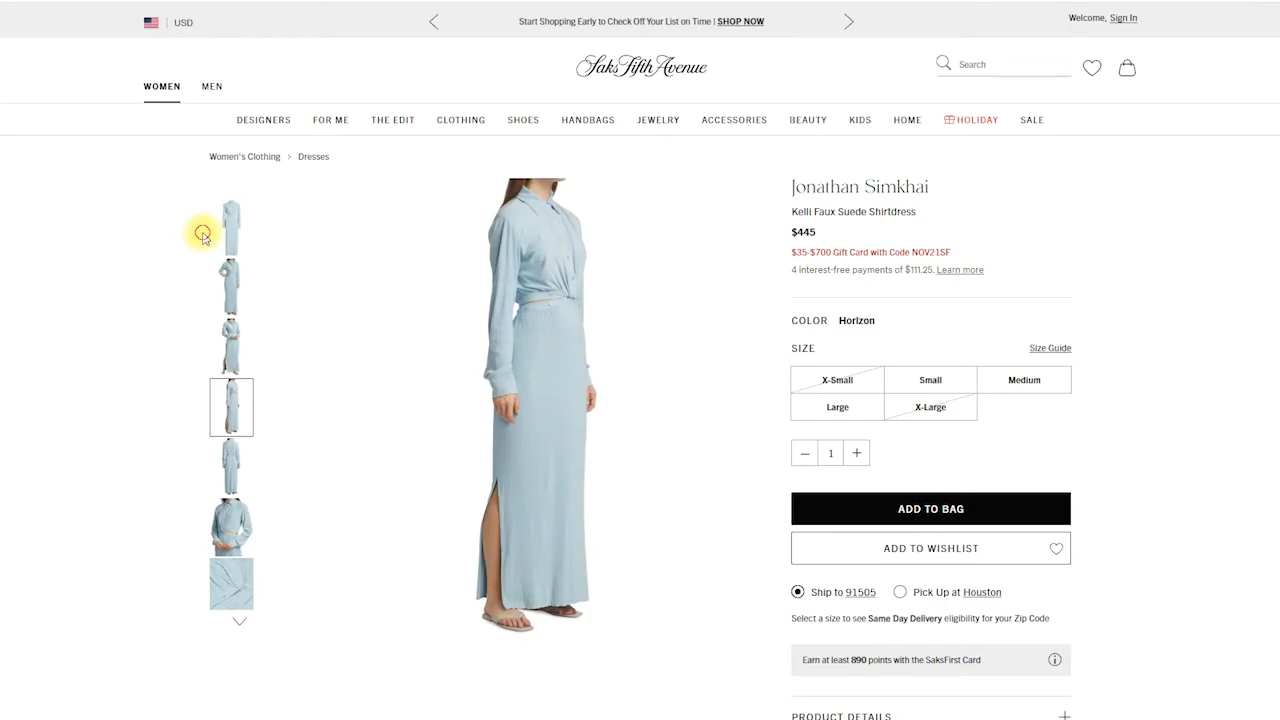 USD
Start Shopping Early to Check Off Your List on Time | SHOP NOW
Welcome, Sign In
Saks Fifth Avenue
Search
WOMEN MEN
DESIGNERS FOR ME THE EDIT CLOTHING SHOES HANDBAGS JEWELRY ACCESSORIES BEAUTY KIDS HOME HOLIDAY SALE
Women's Clothing > Dresses
Jonathan Simkhai
Kelli Faux Suede Shirtdress
$445
$35-$700 Gift Card with Code NOV21SF
4 interest-free payments of $111.25. Learn more
COLOR Horizon
SIZE Size Guide
X-Small Small Medium
Large X-Large
— 1 +
ADD TO BAG
ADD TO WISHLIST
Ship to 91505 Pick Up at Houston
Select a size to see Same Day Delivery eligibility for your Zip Code
Earn at least 890 points with the SaksFirst Card
PRODUCT DETAILS +